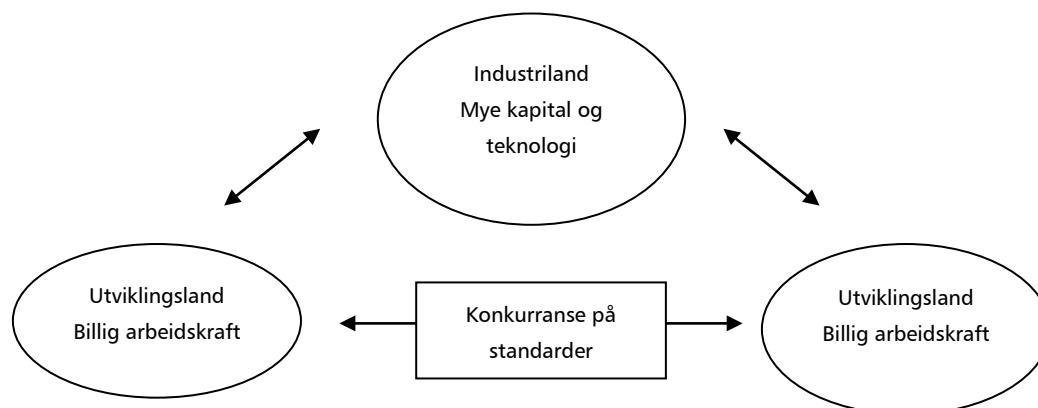 Industriland
Mye kapital og
teknologi
Utviklingsland
Billig arbeidskraft
Konkurranse på
standarder
Utviklingsland
Billig arbeidskraft